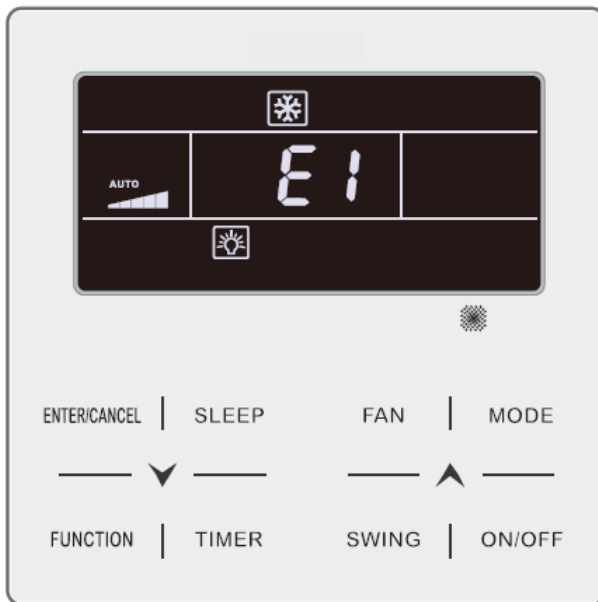 AUTO
E1
ENTER/CANCEL SLEEP FAN MODE
FUNCTION TIMER SWING ON/OFF